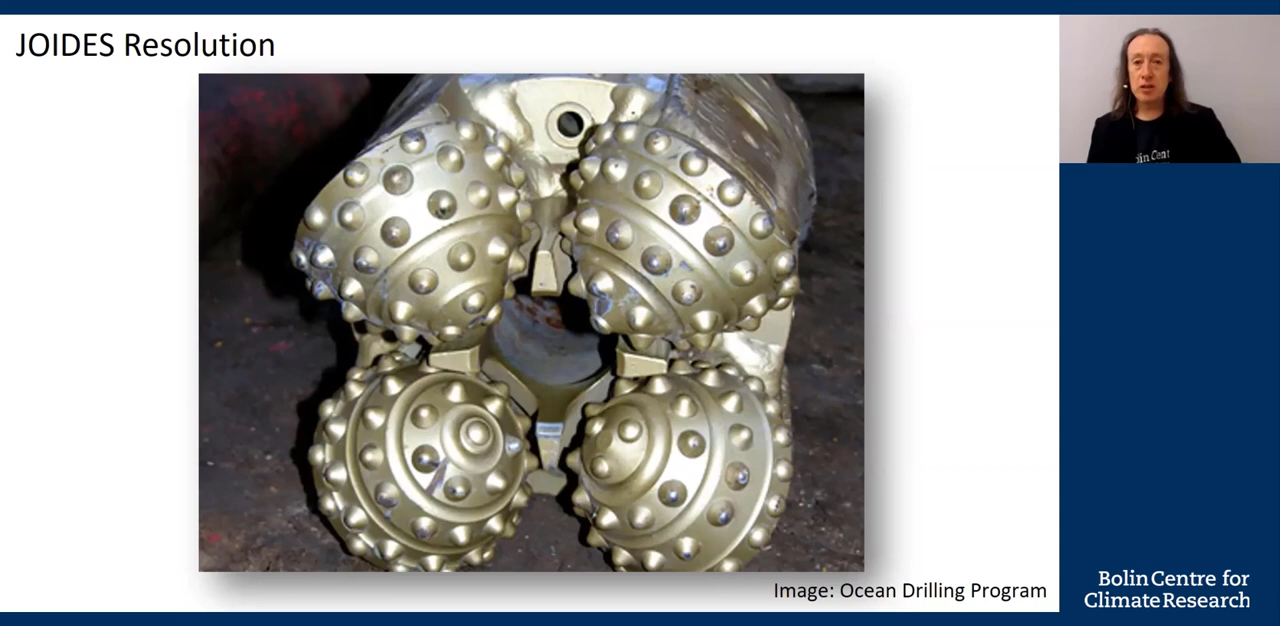 JOIDES Resolution
Image: Ocean Drilling Program
Bolin Centre for
Climate Research